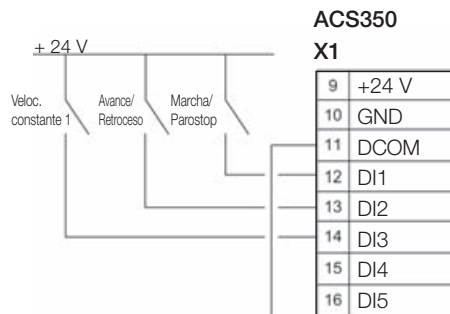 ACS350
X1
+ 24 V
Veloc.
constante 1
Avance/
Retroceso
Marcha/
Parostop
9 +24 V
10 GND
11 DCOM
12 DI1
13 DI2
14 DI3
15 DI4
16 DI5